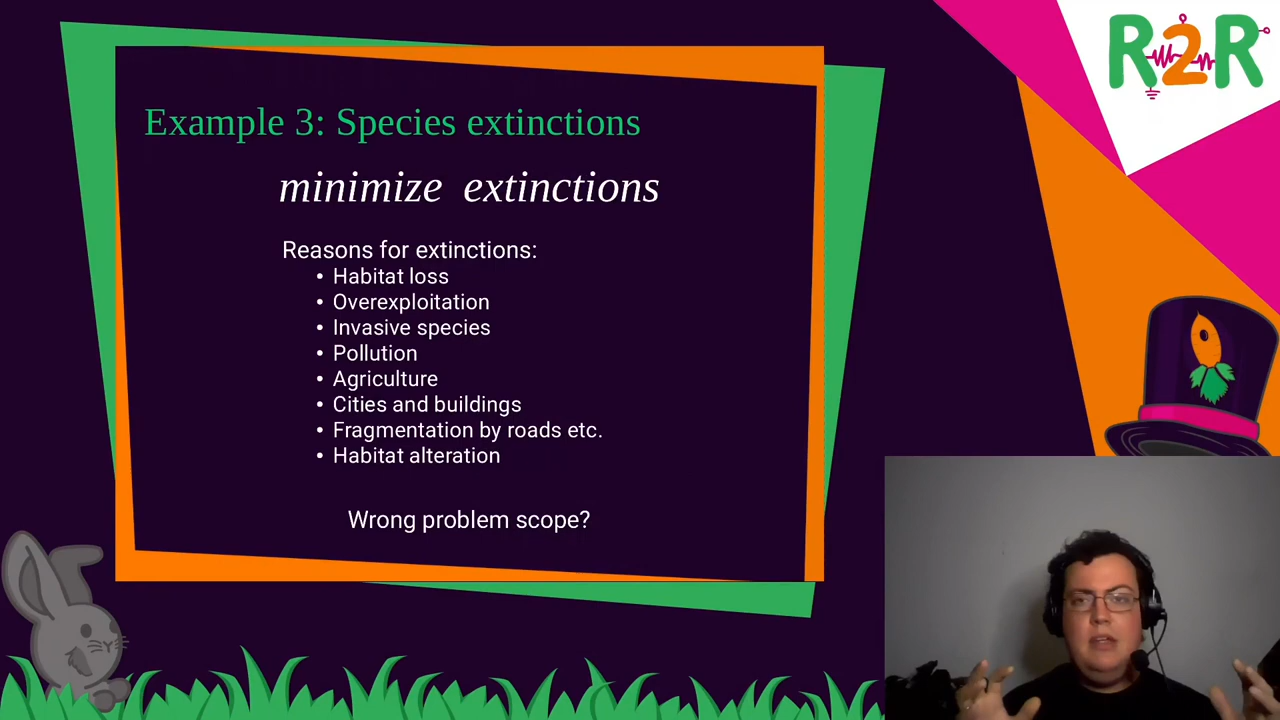 R2R
Example 3: Species extinctions
minimize extinctions
Reasons for extinctions:
• Habitat loss
• Overexploitation
• Invasive species
• Pollution
• Agriculture
• Cities and buildings
• Fragmentation by roads etc.
• Habitat alteration
Wrong problem scope?